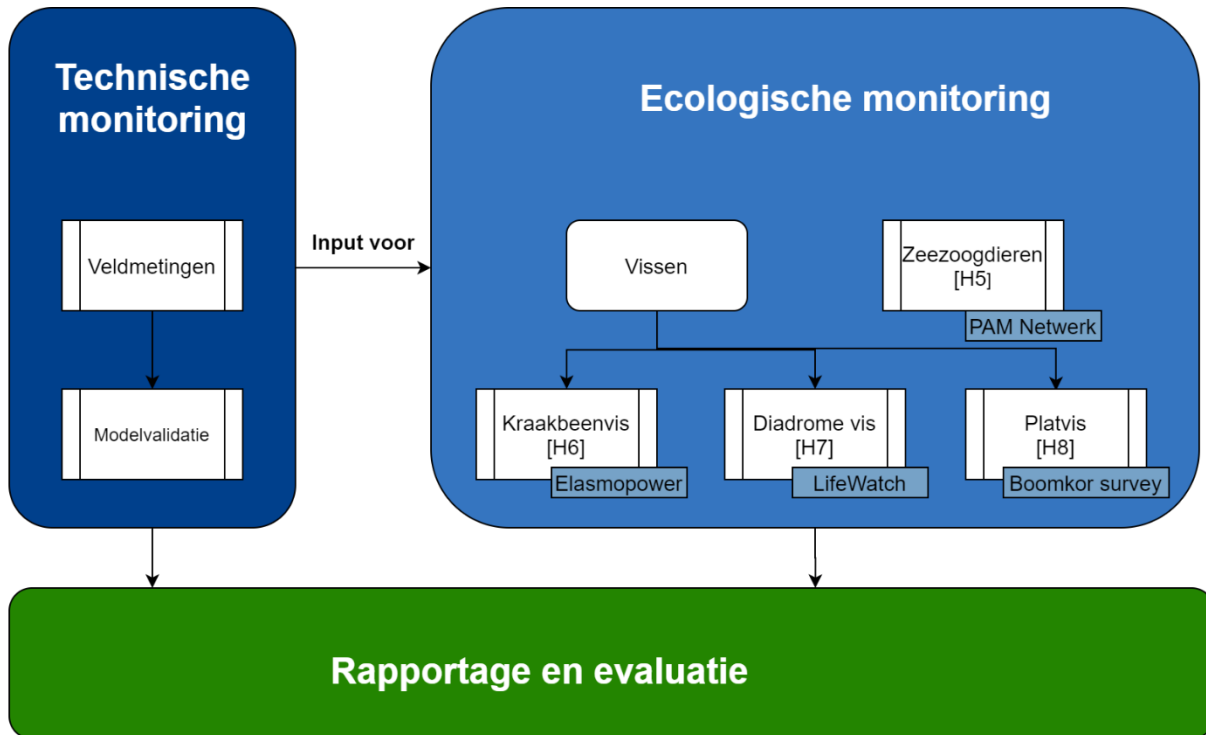 Technische
monitoring
Veldmetingen
Modelvalidatie
Input voor
Ecologische monitoring
Vissen
Zeezoogdieren
[H5]
PAM Netwerk
Kraakbeenvis
[H6]
Elasmopower
Diadrome vis
[H7]
LifeWatch
Platvis
[H8]
Boomkor survey
Rapportage en evaluatie